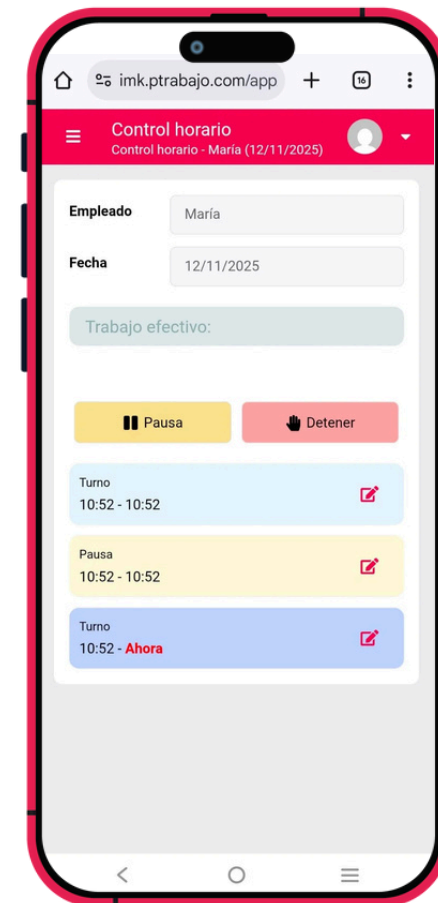 imk.ptrabajo.com/app
16
Control horario
Control horario - María (12/11/2025)
Empleado
María
Fecha
12/11/2025
Trabajo efectivo:
Pausa
Detener
Turno
10:52 - 10:52
Pausa
10:52 - 10:52
Turno
10:52 - Ahora